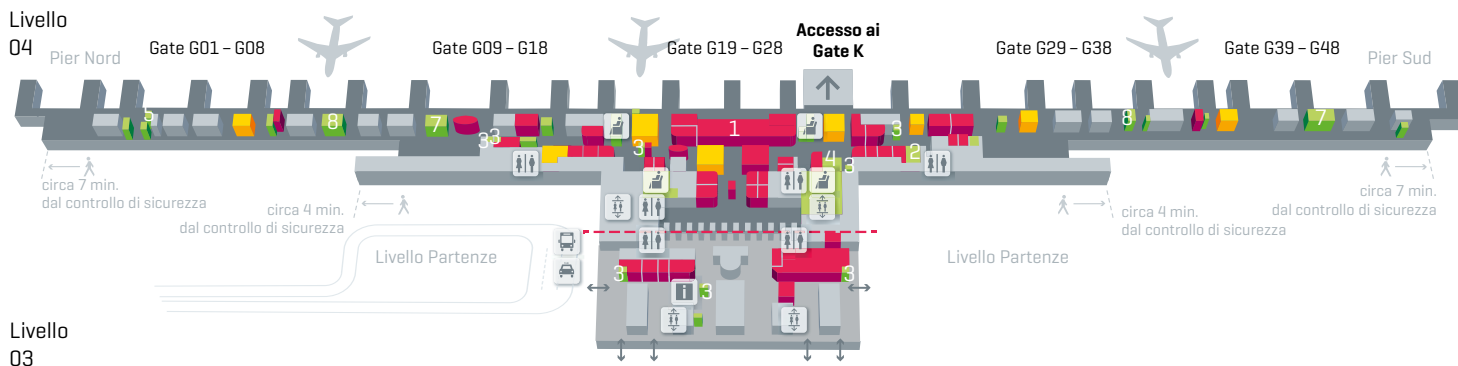 Livello
04
Pier Nord
Gate G01 – G08
Gate G09 – G18
Gate G19 – G28
Accesso ai
Gate K
Gate G29 – G38
Gate G39 – G48
Pier Sud
5
8
7
3
3
3
1
3
4
3
2
8
7
circa 7 min.
dal controllo di sicurezza
circa 4 min.
dal controllo di sicurezza
circa 4 min.
dal controllo di sicurezza
circa 7 min.
dal controllo di sicurezza
Livello Partenze
Livello Partenze
3
i
3
3
Livello
03